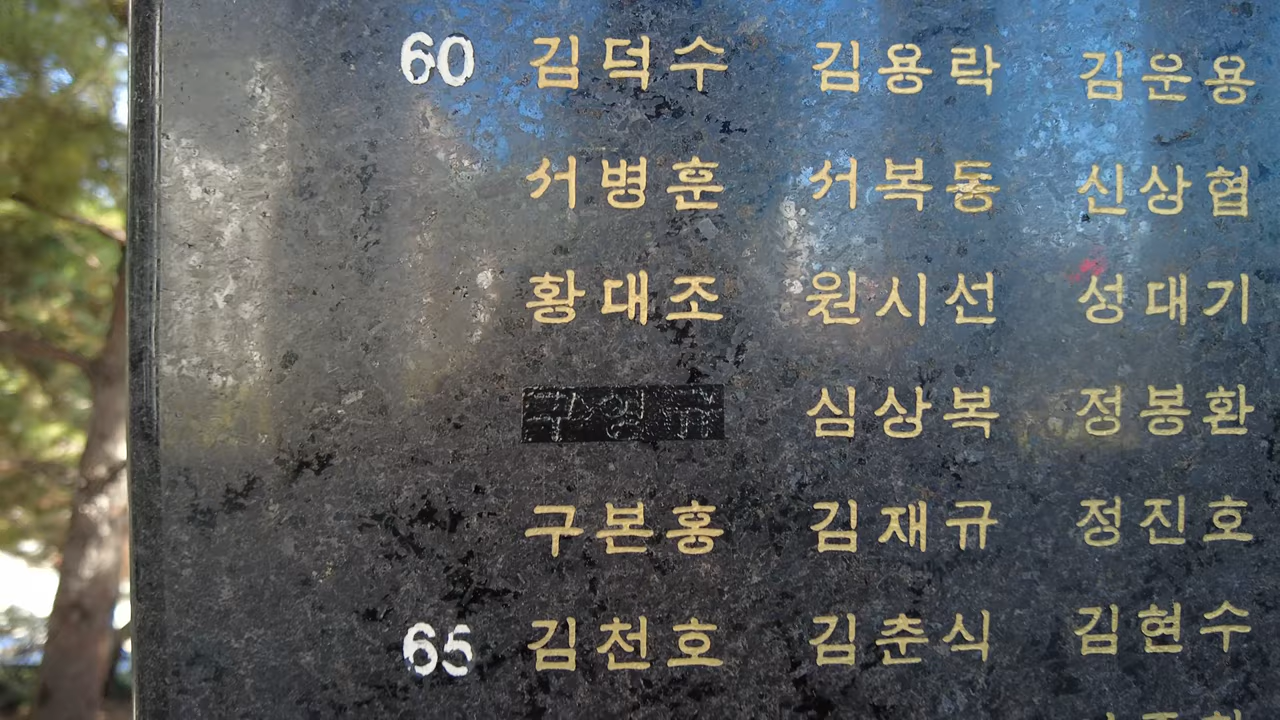 60 김덕수 김용락 김운용
서병훈 서복동 신상협
황대조 원시선 성대기
심상복 정봉환
구본홍 김재규 정진호
65 김천호 김춘식 김현수